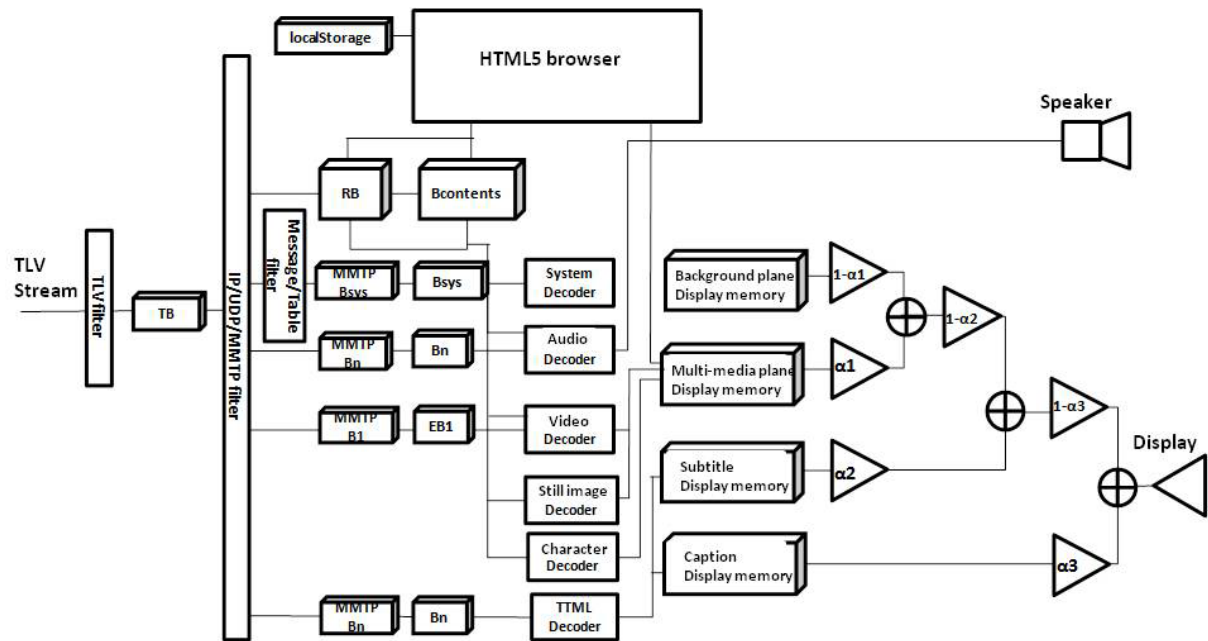 localStorage
HTML5 browser
Speaker
RB
Bcontents
Message/Table
filter
TLV
Stream
TLVfilter
TB
IP/UDP/MMTP filter
MMTP
Bsys
Bsys
System
Decoder
Background plane
Display memory
1-α1
1-α2
MMTP
Bn
Bn
Audio
Decoder
Multi-media plane
Display memory
α1
MMTP
B1
EB1
Video
Decoder
1-α3
Display
Subtitle
Display memory
α2
Still image
Decoder
Character
Decoder
Caption
Display memory
α3
MMTP
Bn
Bn
TTML
Decoder